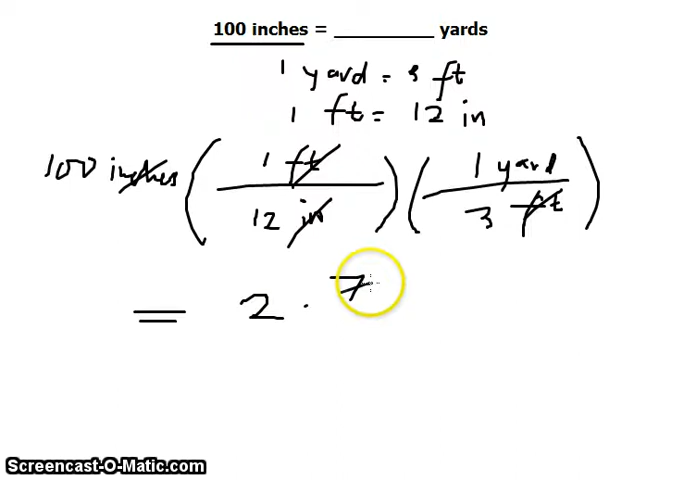 100 inches = __________ yards
1 yard = 3 ft
1 ft = 12 in
100 inches ( 1 ft / 12 in ) ( 1 yard / 3 ft )
= 2 . 7
Screencast-O-Matic.com